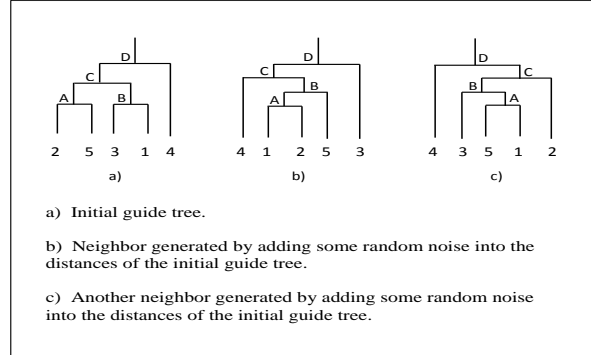 D
C
A B
2 5 3 1 4
a)
D
C
B
A
4 1 2 5 3
b)
D
C
B
A
4 3 5 1 2
c)
a) Initial guide tree.
b) Neighbor generated by adding some random noise into the
distances of the initial guide tree.
c) Another neighbor generated by adding some random noise
into the distances of the initial guide tree.